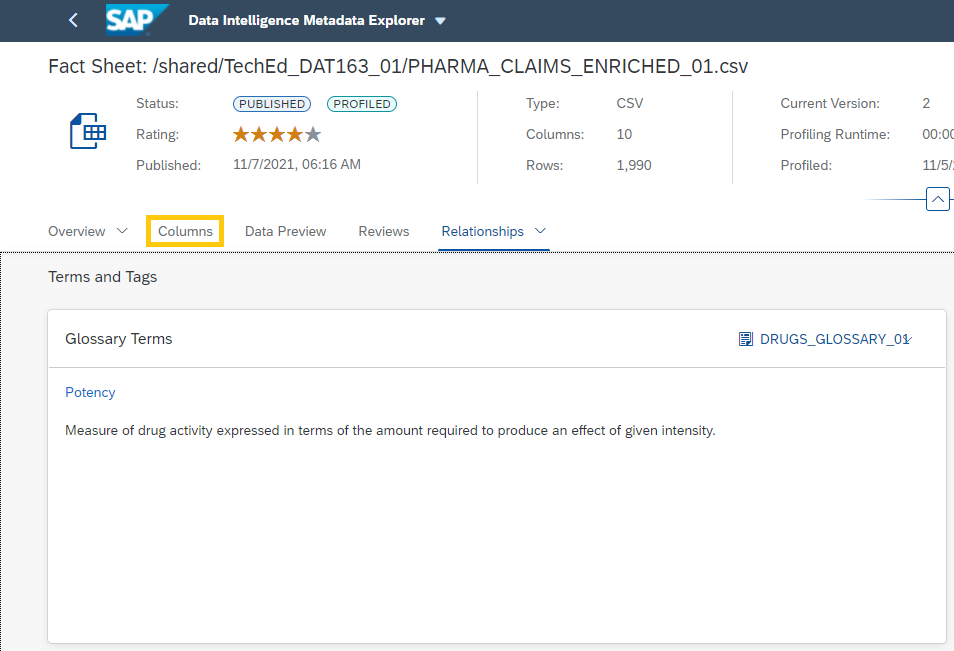 SAP Data Intelligence Metadata Explorer
Fact Sheet: /shared/TechEd_DAT163_01/PHARMA_CLAIMS_ENRICHED_01.csv
Status: PUBLISHED PROFILED
Rating:
Published: 11/7/2021, 06:16 AM
Type: CSV
Columns: 10
Rows: 1,990
Current Version: 2
Profiling Runtime: 00:00
Profiled: 11/5/
Overview Columns Data Preview Reviews Relationships
Terms and Tags
Glossary Terms DRUGS_GLOSSARY_01
Potency
Measure of drug activity expressed in terms of the amount required to produce an effect of given intensity.